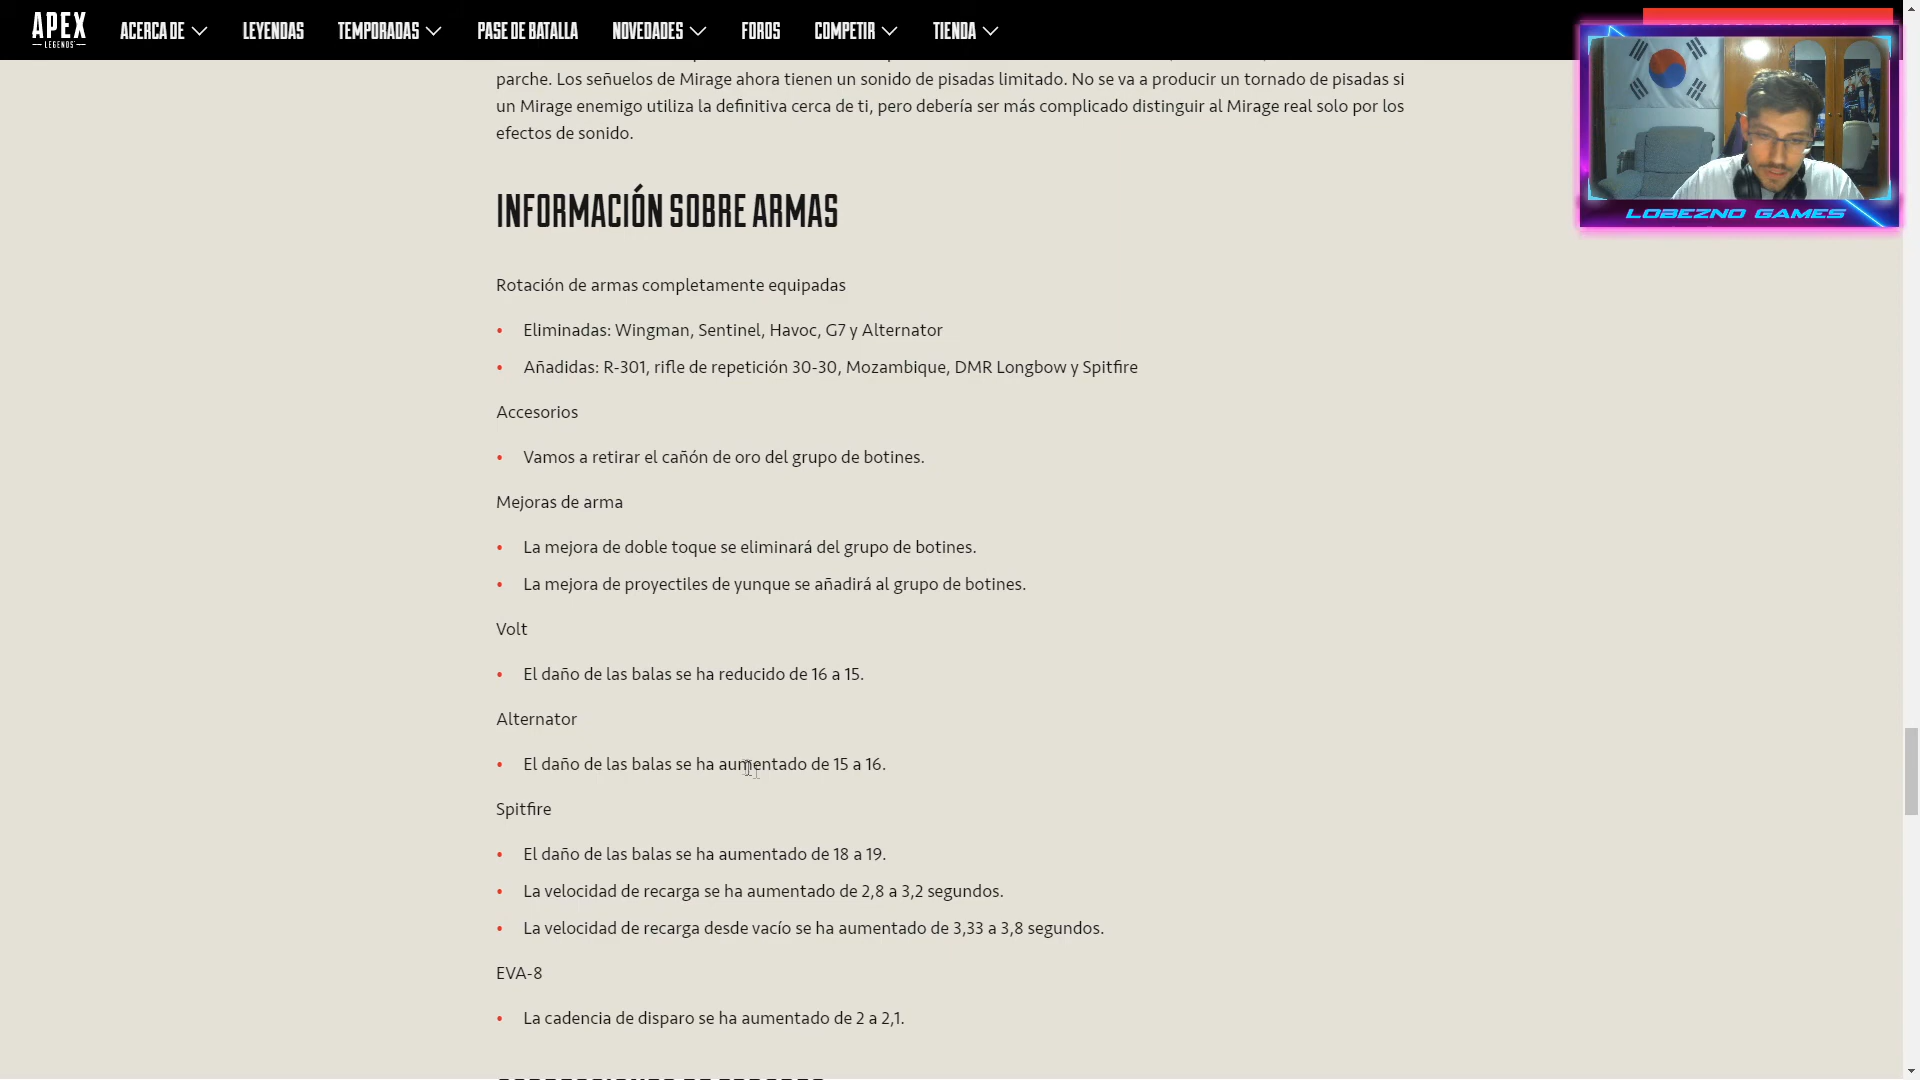 APEX
LEGENDS
ACERCA DE
LEYENDAS
TEMPORADAS
PASE DE BATALLA
NOVEDADES
FOROS
COMPETIR
TIENDA
parche. Los señuelos de Mirage ahora tienen un sonido de pisadas limitado. No se va a producir un tornado de pisadas si
un Mirage enemigo utiliza la definitiva cerca de ti, pero debería ser más complicado distinguir al Mirage real solo por los
efectos de sonido.
LOBEZNO GAMES
INFORMACIÓN SOBRE ARMAS
Rotación de armas completamente equipadas
• Eliminadas: Wingman, Sentinel, Havoc, G7 y Alternator
• Añadidas: R-301, rifle de repetición 30-30, Mozambique, DMR Longbow y Spitfire
Accesorios
• Vamos a retirar el cañón de oro del grupo de botines.
Mejoras de arma
• La mejora de doble toque se eliminará del grupo de botines.
• La mejora de proyectiles de yunque se añadirá al grupo de botines.
Volt
• El daño de las balas se ha reducido de 16 a 15.
Alternator
• El daño de las balas se ha aumentado de 15 a 16.
Spitfire
• El daño de las balas se ha aumentado de 18 a 19.
• La velocidad de recarga se ha aumentado de 2,8 a 3,2 segundos.
• La velocidad de recarga desde vacío se ha aumentado de 3,33 a 3,8 segundos.
EVA-8
• La cadencia de disparo se ha aumentado de 2 a 2,1.